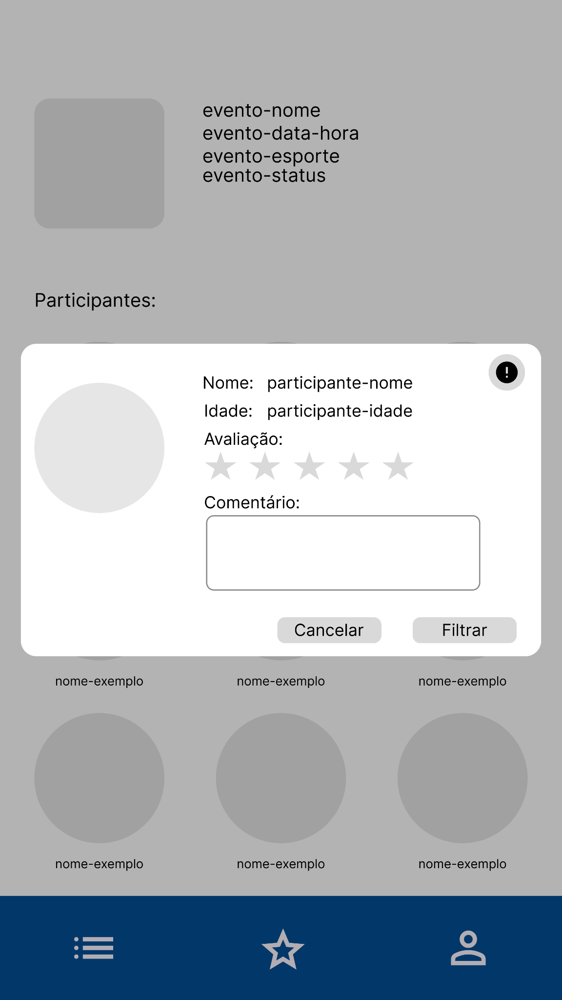 evento-nome
evento-data-hora
evento-esporte
evento-status
Participantes:
Nome: participante-nome
Idade: participante-idade
Avaliação:
Comentário:
Cancelar Filtrar
nome-exemplo nome-exemplo nome-exemplo
nome-exemplo nome-exemplo nome-exemplo